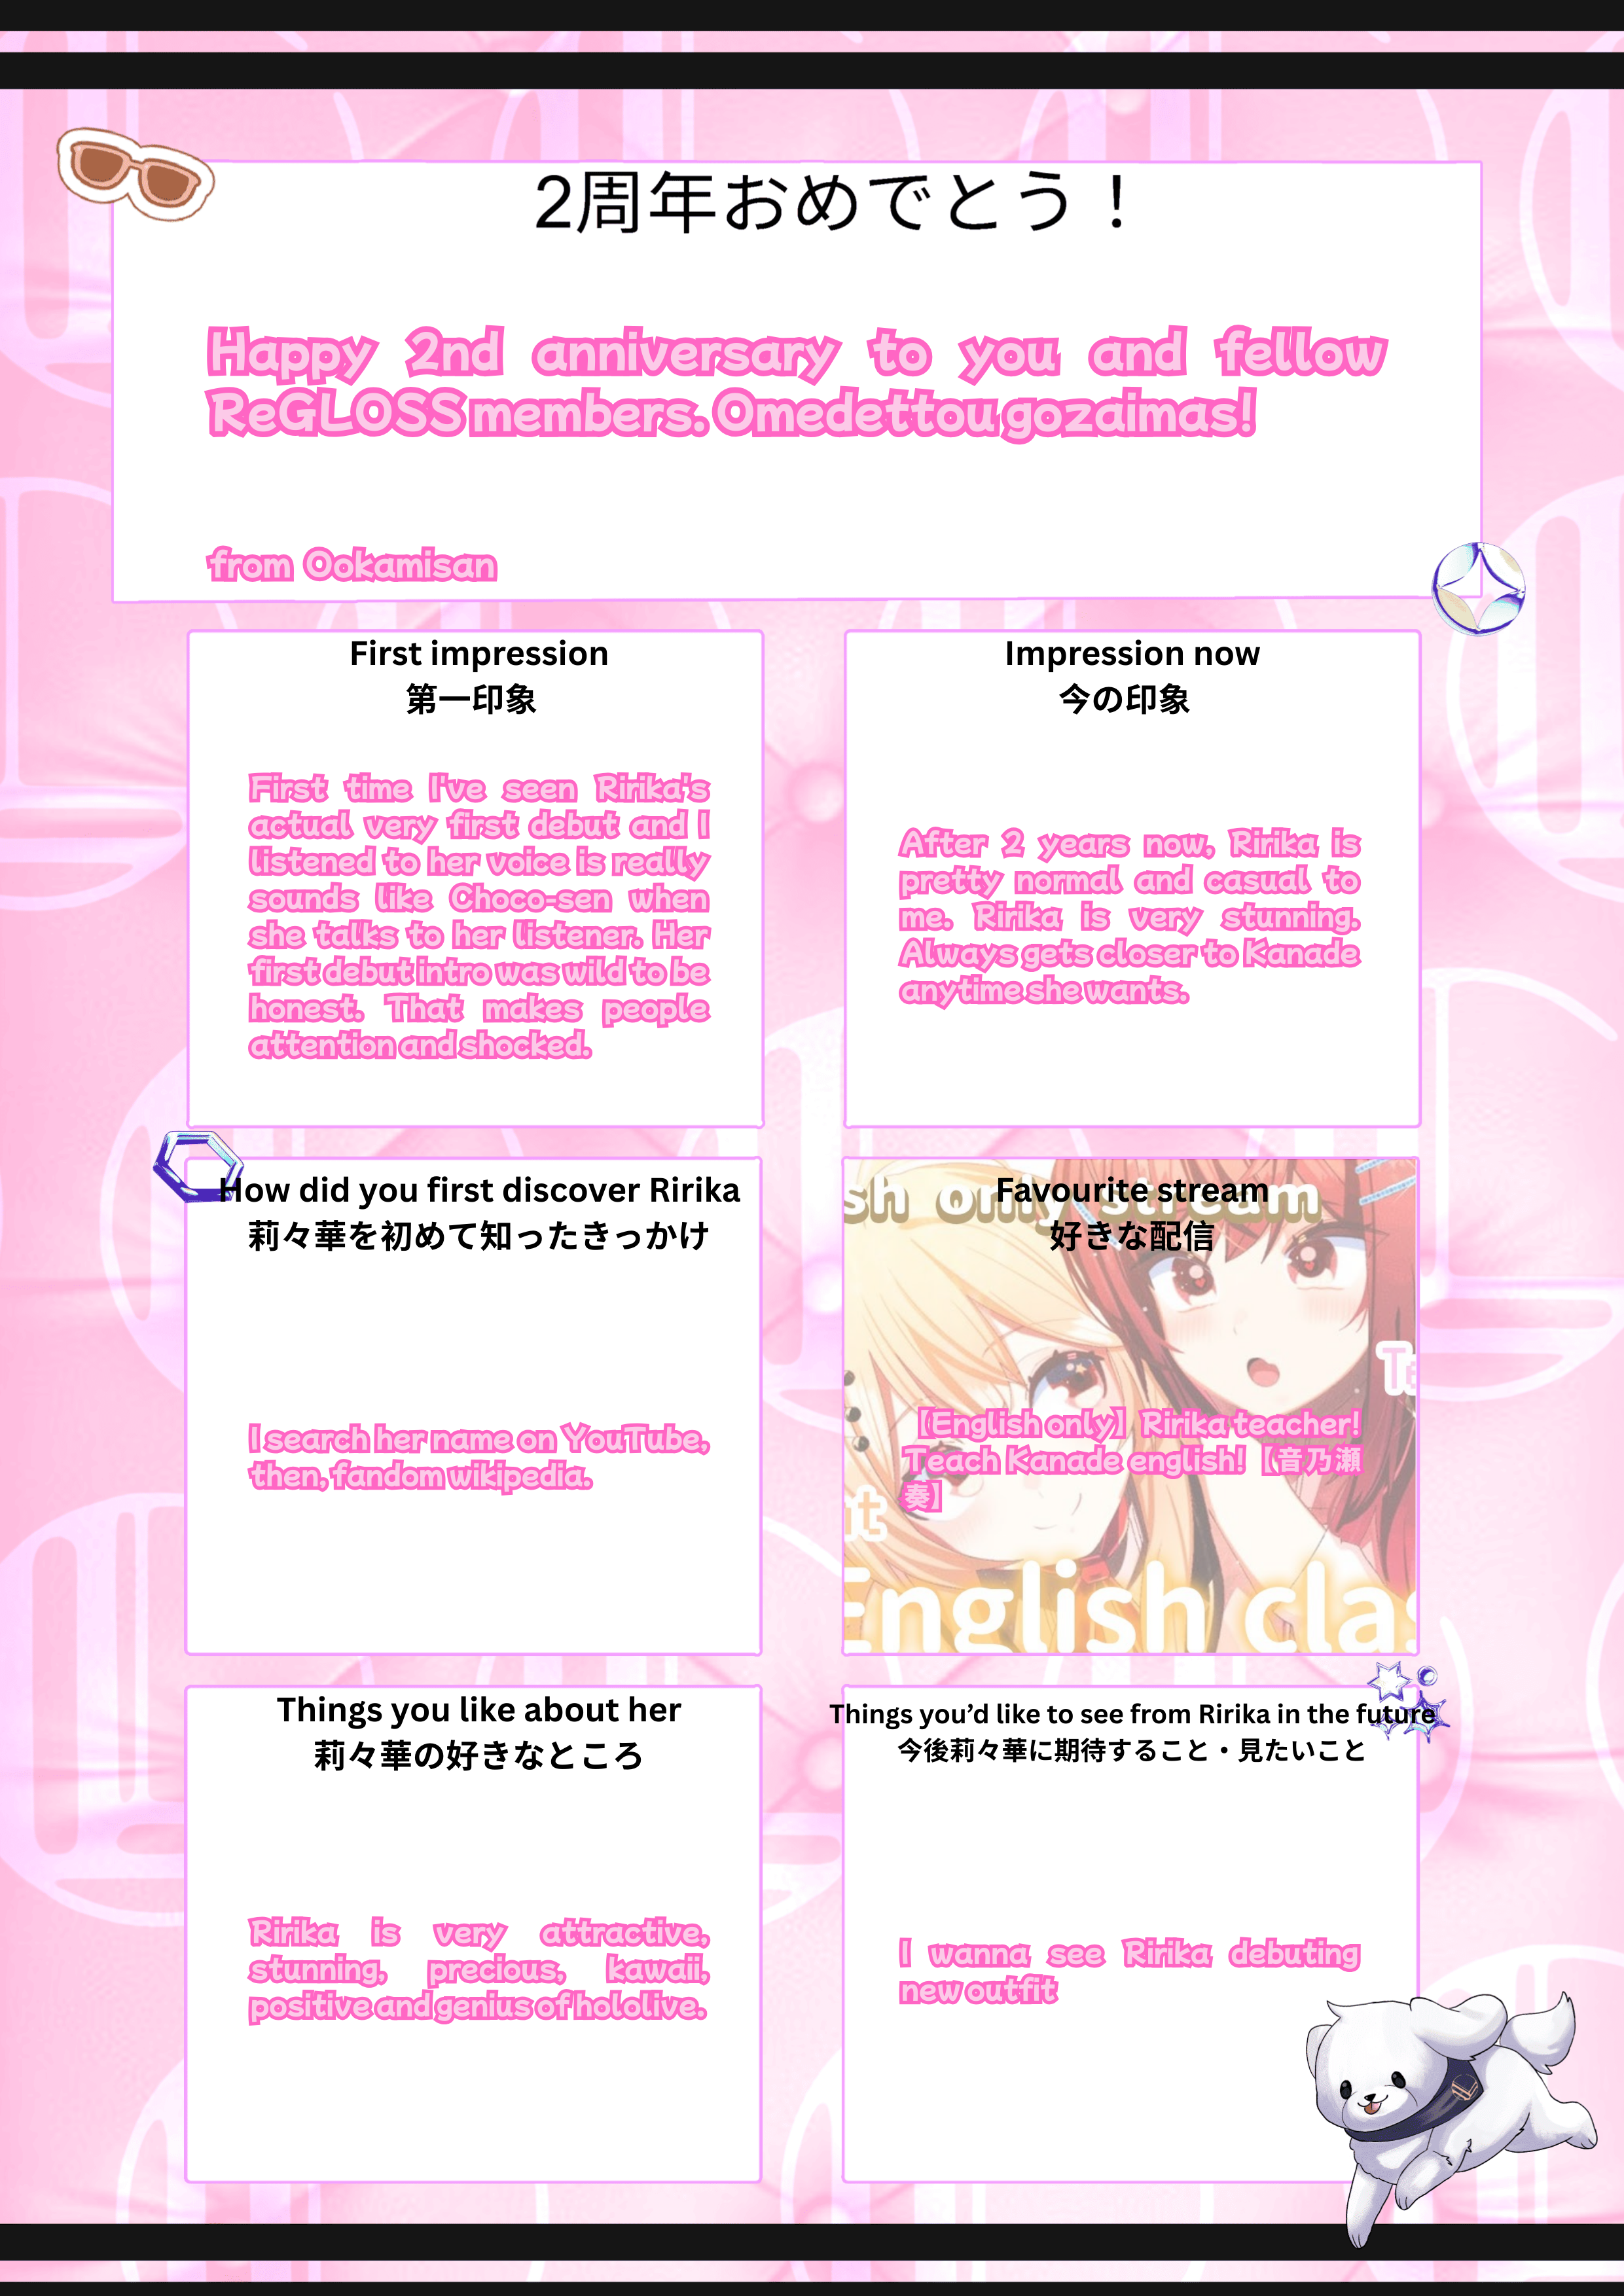 2周年おめでとう！
Happy 2nd anniversary to you and fellow
ReGLOSS members. Omedettou gozaimas!
from Ookamisan
First impression
第一印象
First time I've seen Ririka's
actual very first debut and I
listened to her voice is really
sounds like Choco-sen when
she talks to her listener. Her
first debut intro was wild to be
honest. That makes people
attention and shocked.
Impression now
今の印象
After 2 years now, Ririka is
pretty normal and casual to
me. Ririka is very stunning.
Always gets closer to Kanade
anytime she wants.
How did you first discover Ririka
莉々華を初めて知ったきっかけ
I search her name on YouTube,
then, fandom wikipedia.
sh only stream
Favourite stream
好きな配信
Te
【English only】Ririka teacher!
Teach Kanade english!【音乃瀬
奏】
t
English clas
Things you like about her
莉々華の好きなところ
Ririka is very attractive,
stunning, precious, kawaii,
positive and genius of hololive.
Things you’d like to see from Ririka in the future
今後莉々華に期待すること・見たいこと
I wanna see Ririka debuting
new outfit